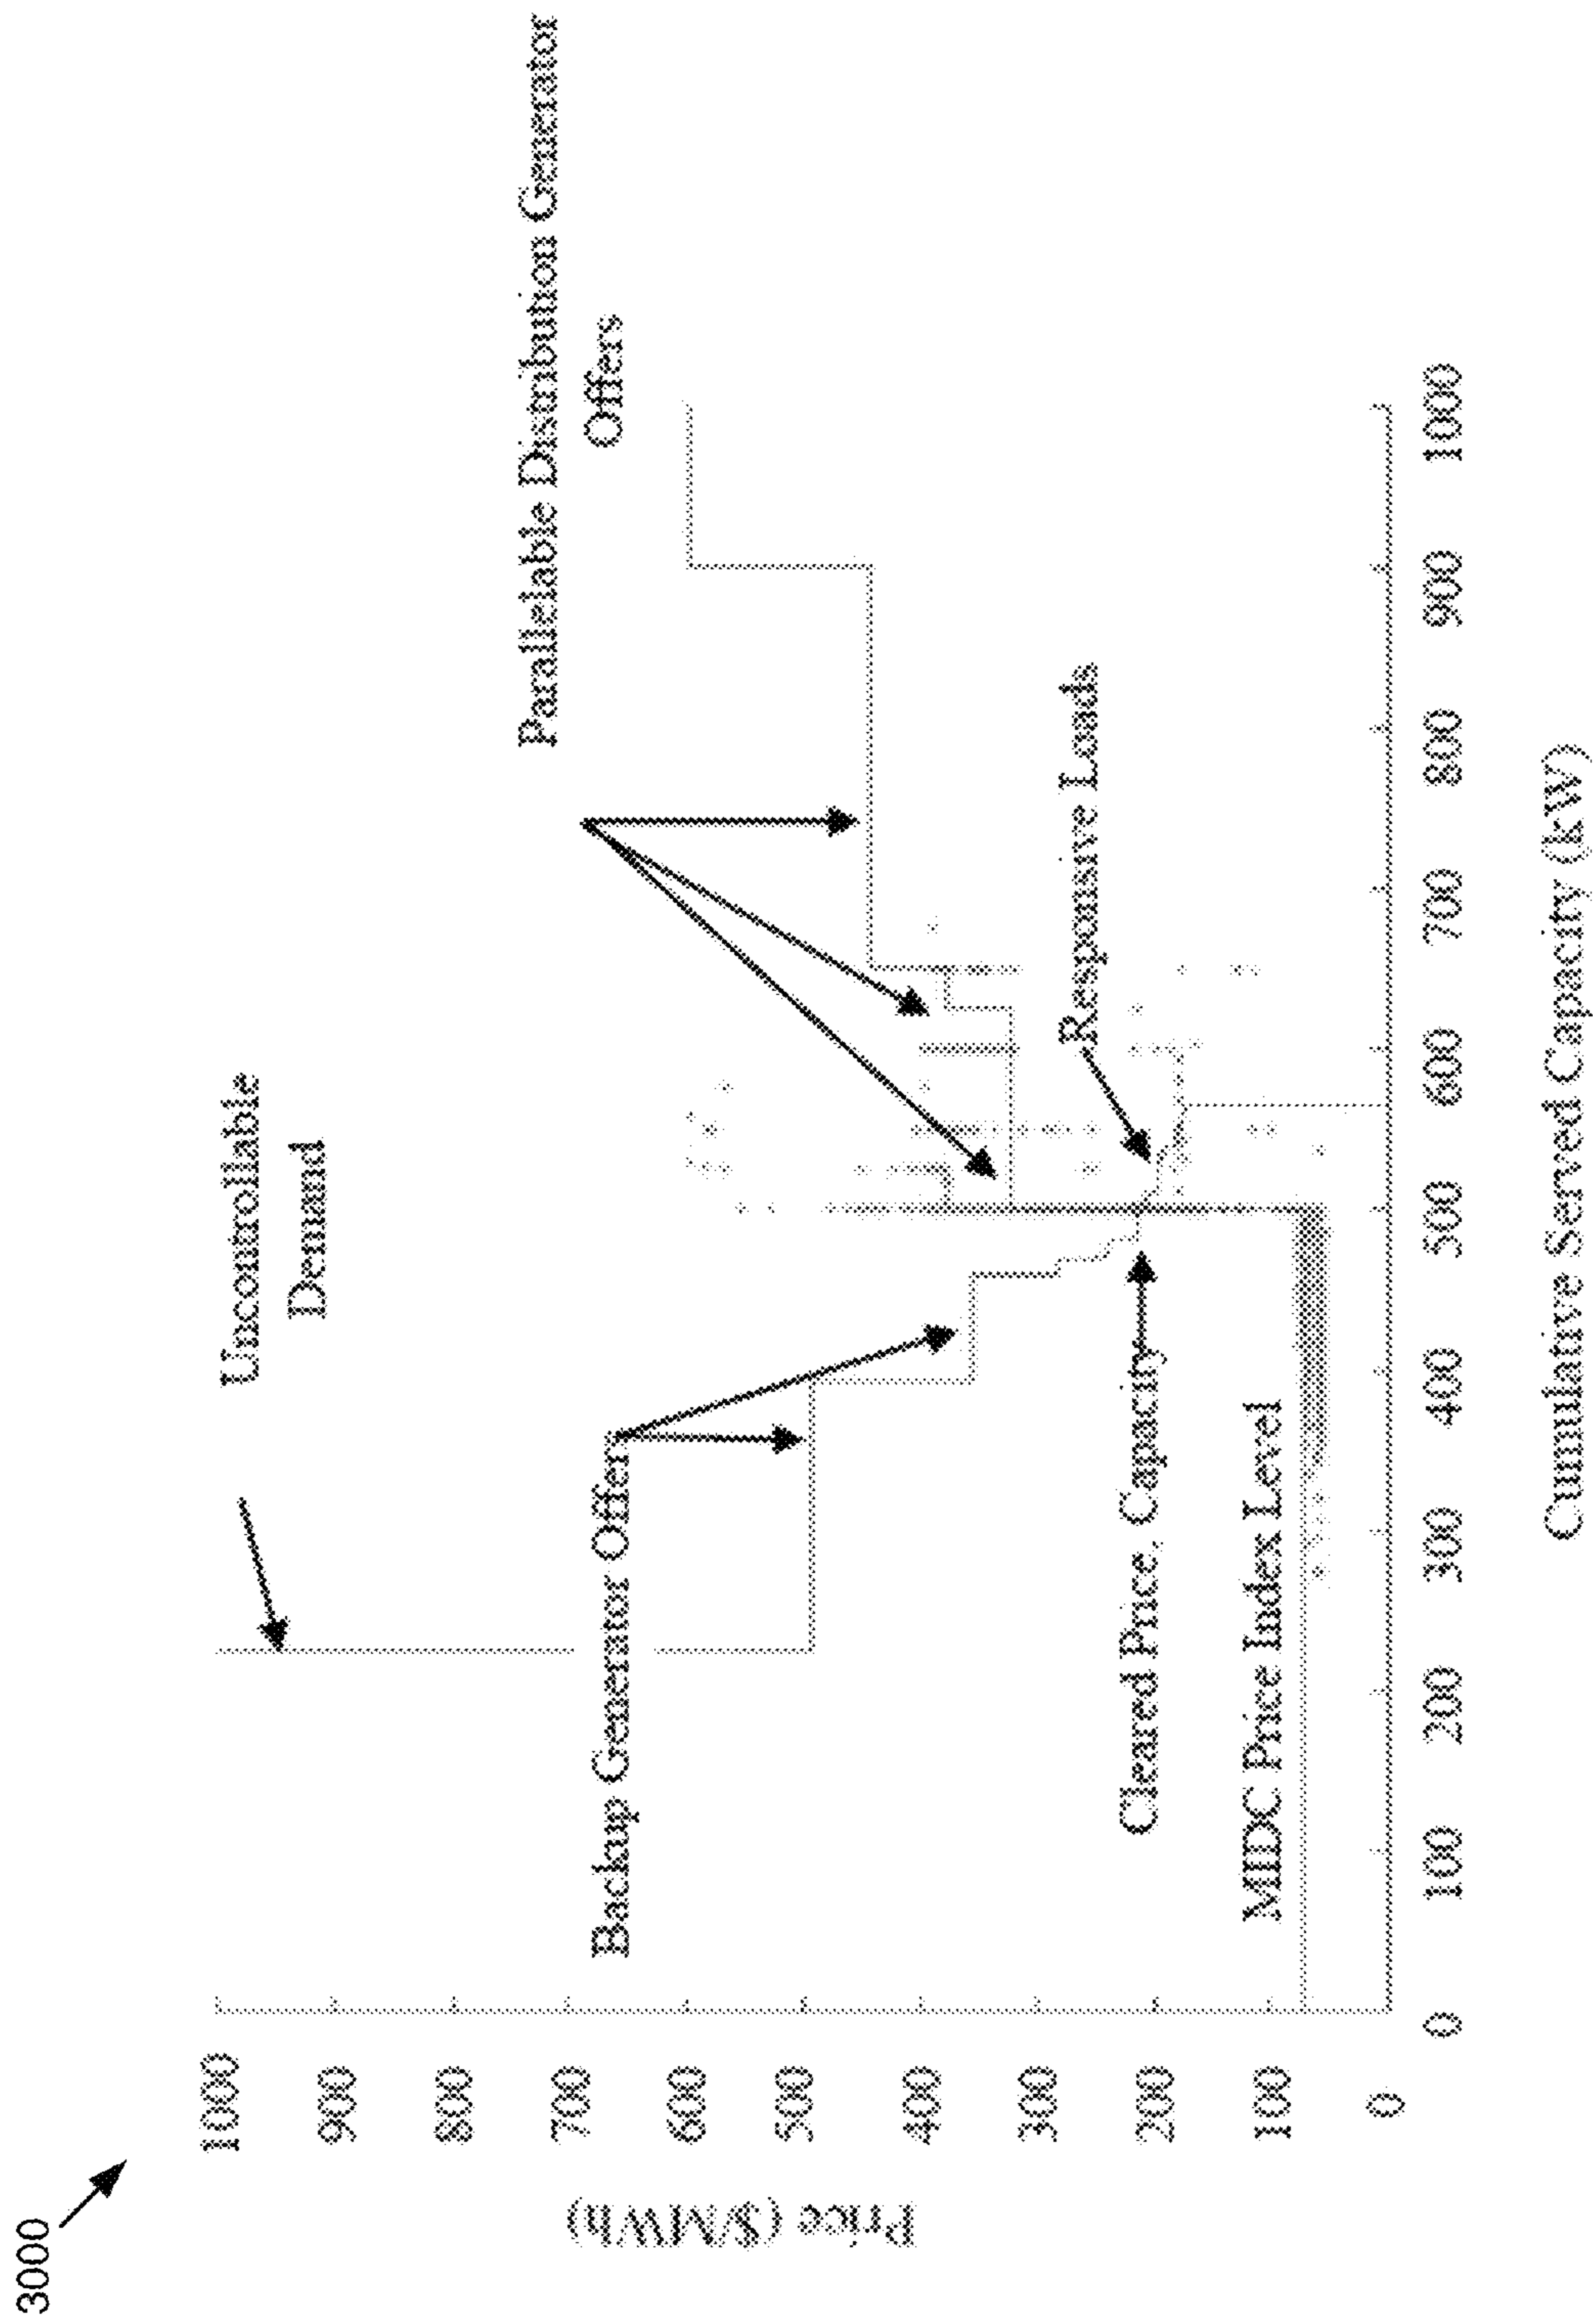 3000
Price ($/MWh)
1000
900
800
700
600
500
400
300
200
100
0
Uncontrollable
Demand
Parallelable Distribution Generator
Offers
Backup Generator Offers
Responsive Loads
Cleared Price, Capacity
MIDC Price Index Level
0
100
200
300
400
500
600
700
800
900
1000
Cumulative Served Capacity (kW)